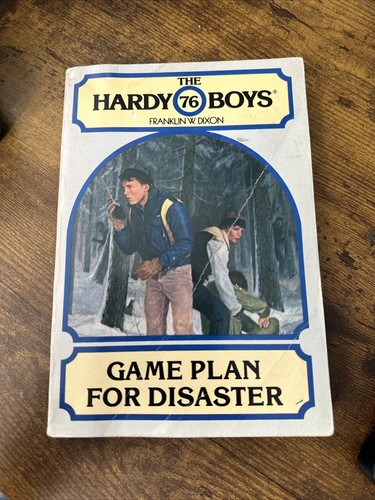 THE
HARDY 76 BOYS®
FRANKLIN W. DIXON
GAME PLAN
FOR DISASTER